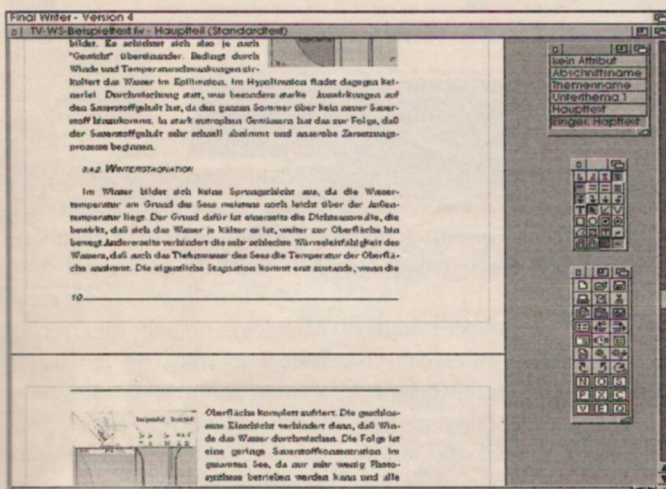 Final Writer - Version 4
TV-WS-Beispieltext.fw - Hauptteil (Standardtext)
bildet. Es schichtet sich also je nach
"Gewicht" übereinander. Bedingt durch
Winde und Temperaturschwankungen zir-
kuliert das Wasser im Epilimnion. Im Hypolimnion findet dagegen kei-
nerlei Durchmischung statt, was besonders starke Auswirkungen auf
den Sauerstoffgehalt hat, da den ganzen Sommer über kein neuer Sauer-
stoff hinzukommt. In stark eutrophen Gewässern hat das zur Folge, daß
der Sauerstoffgehalt sehr schnell abnimmt und anaerobe Zersetzungs-
prozesse beginnen.
3.4.2 WINTERSTAGNATION
Im Winter bildet sich keine Sprungschicht aus, da die Wasser-
temperatur am Grund des Sees meistens noch leicht über der Außen-
temperatur liegt. Der Grund dafür ist einerseits die Dichteanomalie, die
bewirkt, daß sich das Wasser je kälter es ist, weiter zur Oberfläche hin
bewegt. Andererseits verhindert die sehr schlechte Wärmeleitfähigkeit des
Wassers, daß auch das Tiefenwasser des Sees die Temperatur der Oberflä-
che annimmt. Die eigentliche Stagnation kommt erst zustande, wenn die
10
Oberfläche komplett zufriert. Die geschlos-
sene Eisschicht verhindert dann, daß Win-
de das Wasser durchmischen. Die Folge ist
eine geringe Sauerstoffkonzentration im
gesamten See, da nur sehr wenig Photo-
synthese betrieben werden kann und alle
kein Attribut
Abschnittsname
Themenname
Unterthema 1
Haupttext
Einger. Hapttext
N O S
P X C
V E Q